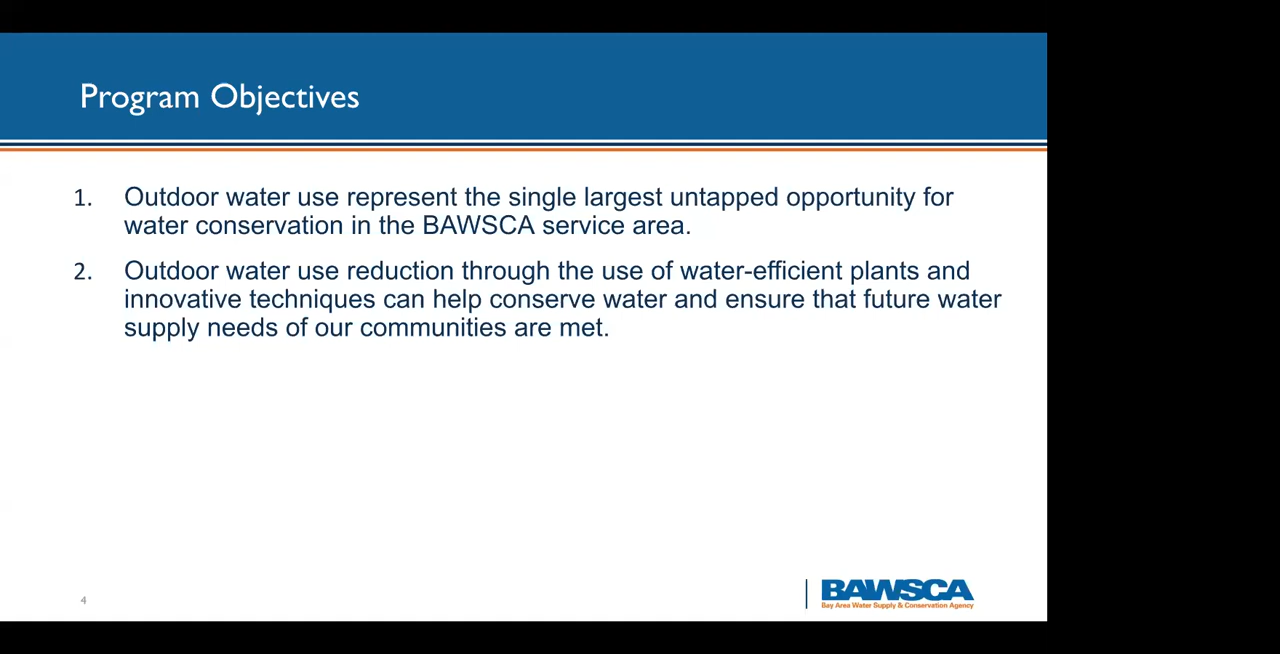 Program Objectives
1. Outdoor water use represent the single largest untapped opportunity for
water conservation in the BAWSCA service area.
2. Outdoor water use reduction through the use of water-efficient plants and
innovative techniques can help conserve water and ensure that future water
supply needs of our communities are met.
4
BAWSCA
Bay Area Water Supply & Conservation Agency